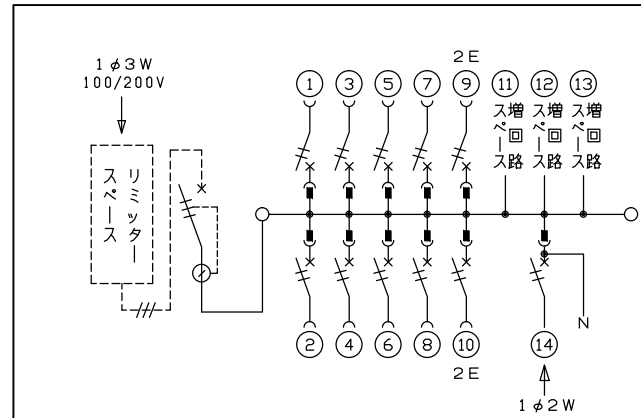 1φ3W
100/200V
リミッター
スペース
2E
1 3 5 7 9 11 12 13
増回路
スペース
増回路
スペース
増回路
スペース
N
2 4 6 8 10 14
2E
1φ2W